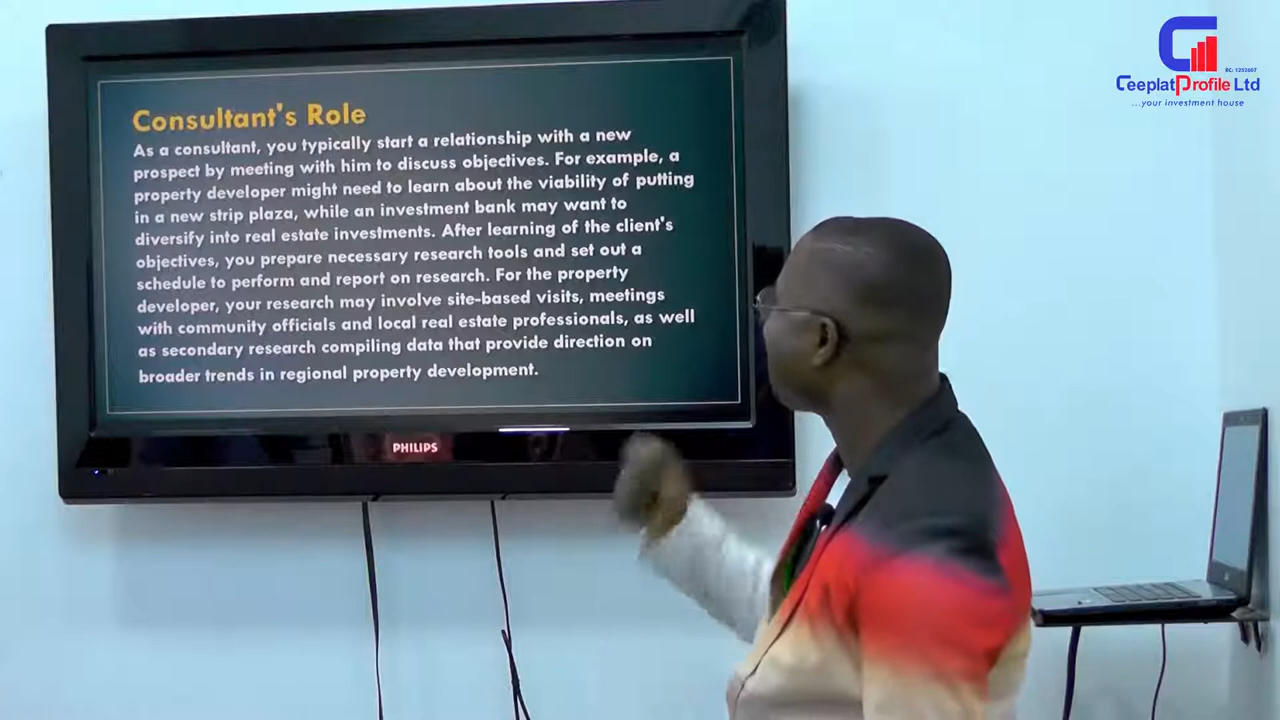 Consultant's Role
As a consultant, you typically start a relationship with a new
prospect by meeting with him to discuss objectives. For example, a
property developer might need to learn about the viability of putting
in a new strip plaza, while an investment bank may want to
diversify into real estate investments. After learning of the client's
objectives, you prepare necessary research tools and set out a
schedule to perform and report on research. For the property
developer, your research may involve site-based visits, meetings
with community officials and local real estate professionals, as well
as secondary research compiling data that provide direction on
broader trends in regional property development.
PHILIPS
RC: 1252607
CeeplatProfile Ltd
...your investment house